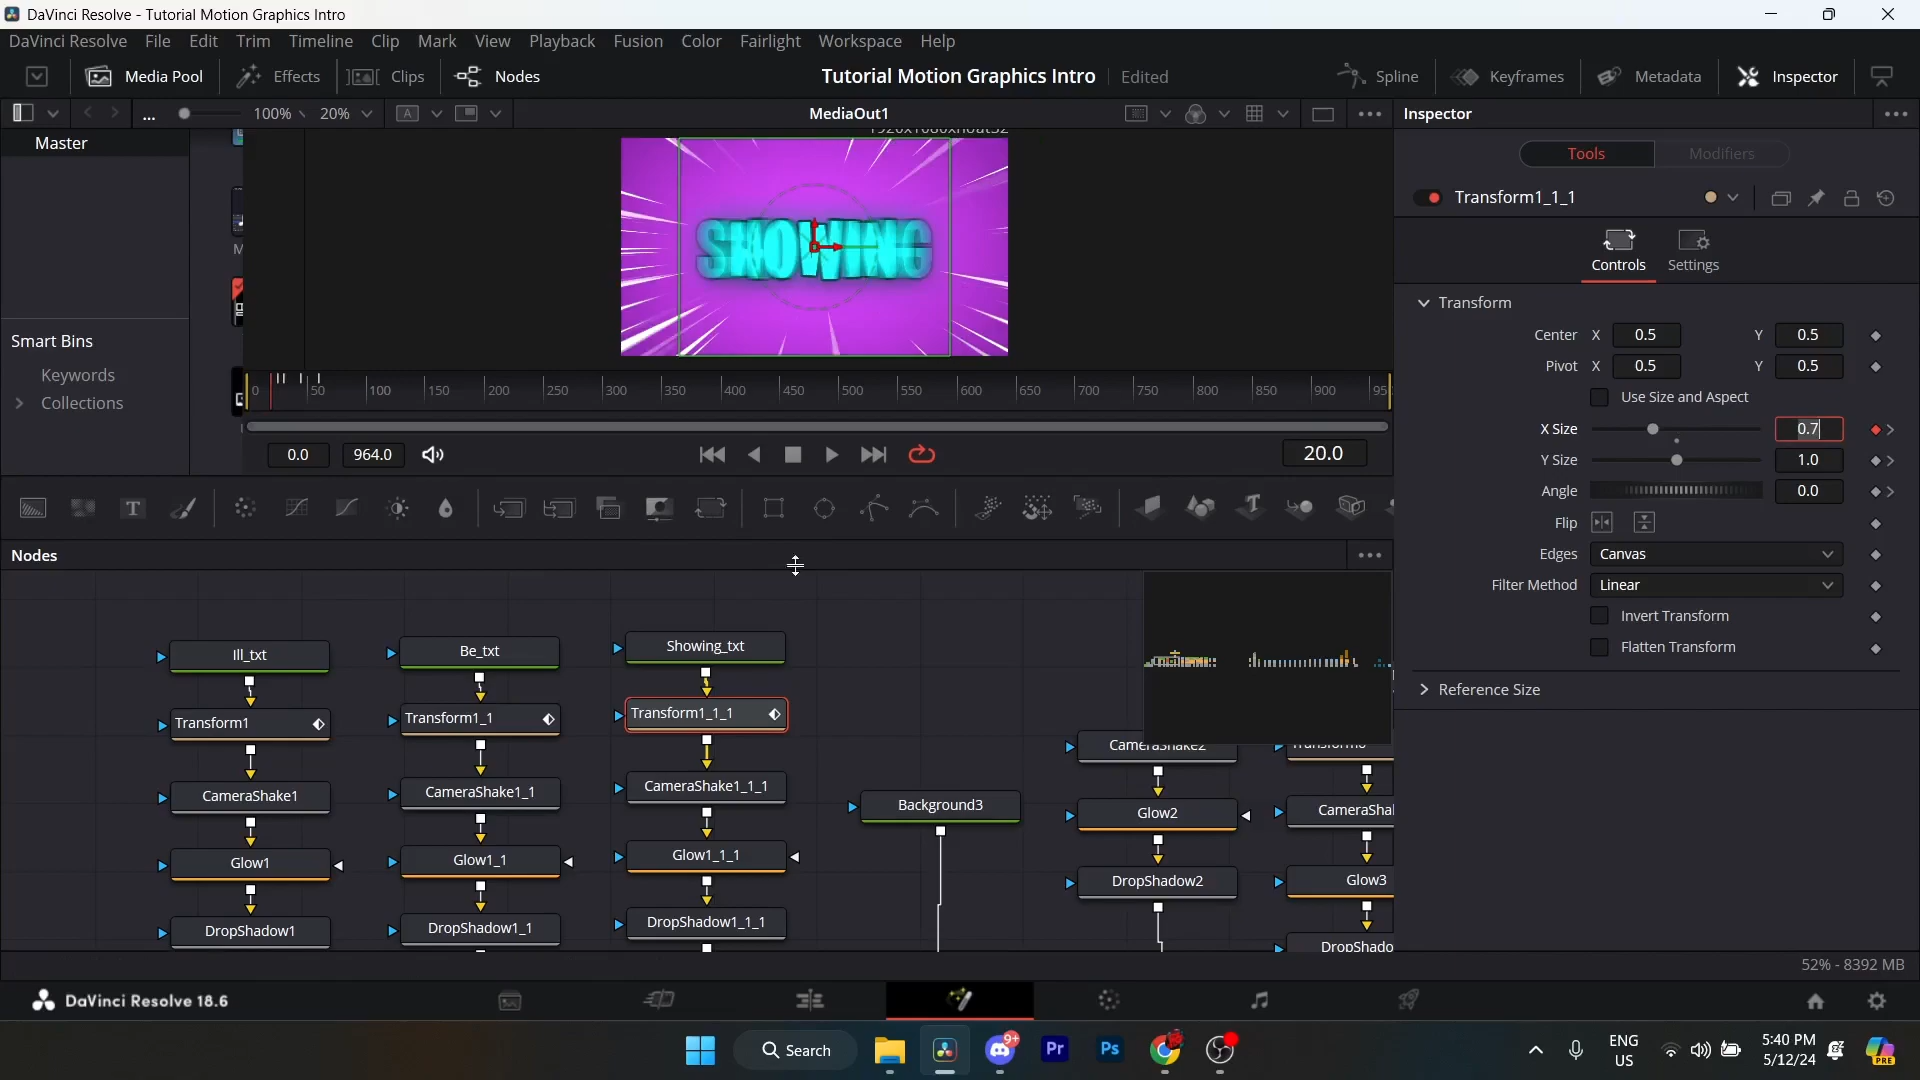 DaVinci Resolve - Tutorial Motion Graphics Intro
DaVinci Resolve File Edit Trim Timeline Clip Mark View Playback Fusion Color Fairlight Workspace Help
Media Pool Effects Clips Nodes Tutorial Motion Graphics Intro Edited Spline Keyframes Metadata Inspector
... 100% 20% A MediaOut1 Inspector
Master
Tools Modifiers
Transform1_1_1
Controls Settings
SHOWING
M
Transform
Center X 0.5 Y 0.5
Pivot X 0.5 Y 0.5
Use Size and Aspect
X Size 0.7
Y Size 1.0
Angle 0.0
Flip
Edges Canvas
Filter Method Linear
Invert Transform
Flatten Transform
Reference Size
Smart Bins
Keywords
Collections
0 50 100 150 200 250 300 350 400 450 500 550 600 650 700 750 800 850 900 95
0.0 964.0 20.0
Nodes
Ill_txt Be_txt Showing_txt
Transform1 Transform1_1 Transform1_1_1
CameraShake1 CameraShake1_1 CameraShake1_1_1 Background3 CameraShake2
Glow1 Glow1_1 Glow1_1_1 Glow2 CameraShal
DropShadow1 DropShadow1_1 DropShadow1_1_1 DropShadow2 Glow3
DropShado
52% - 8392 MB
DaVinci Resolve 18.6
Search 9+ Pr Ps ENG
US 5:40 PM
5/12/24 PRE